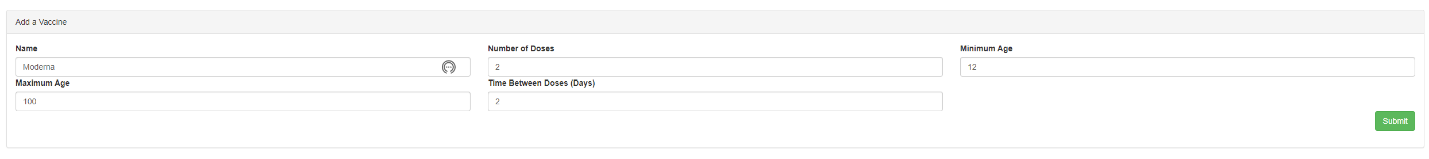 Add a Vaccine
Name Number of Doses Minimum Age
Moderna 2 12
Maximum Age Time Between Doses (Days)
100 2
Submit